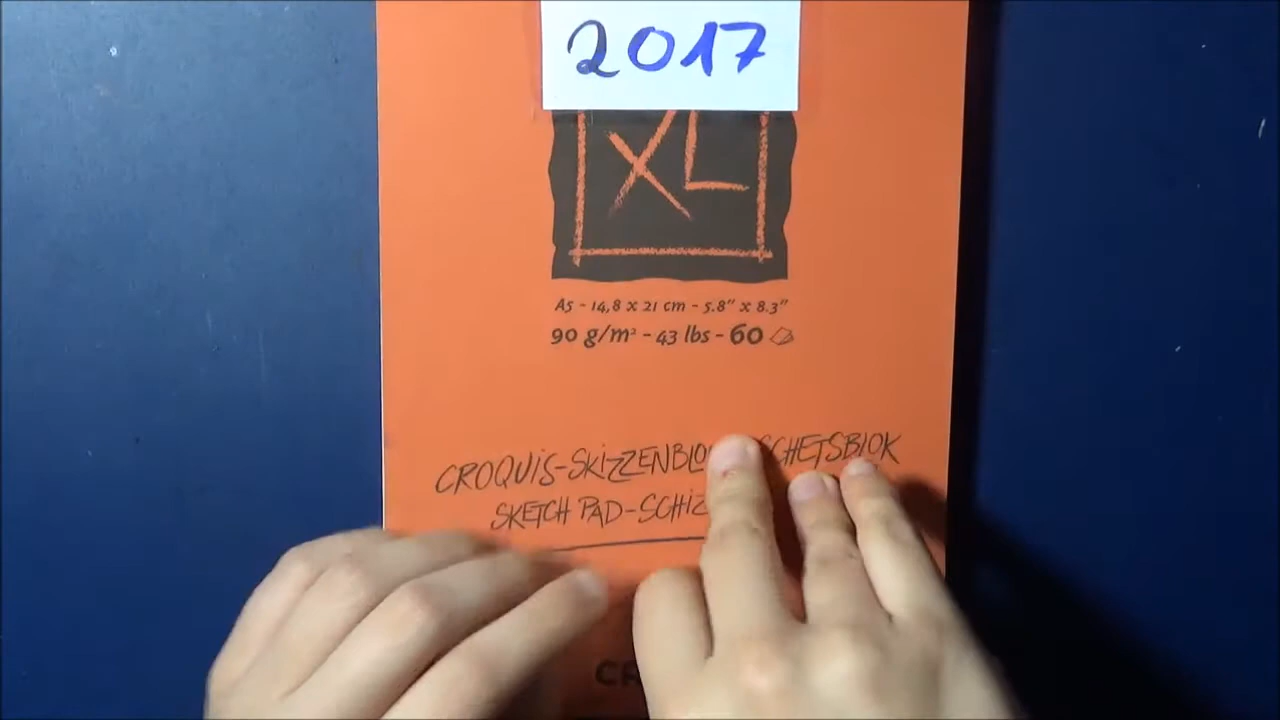 2017
XL
A5 - 14,8 x 21 cm - 5.8" x 8.3"
90 g/m² - 43 lbs - 60
CROQUIS-SKIZZENBLO SCHETSBLOK
SKETCH PAD-SCHIZ